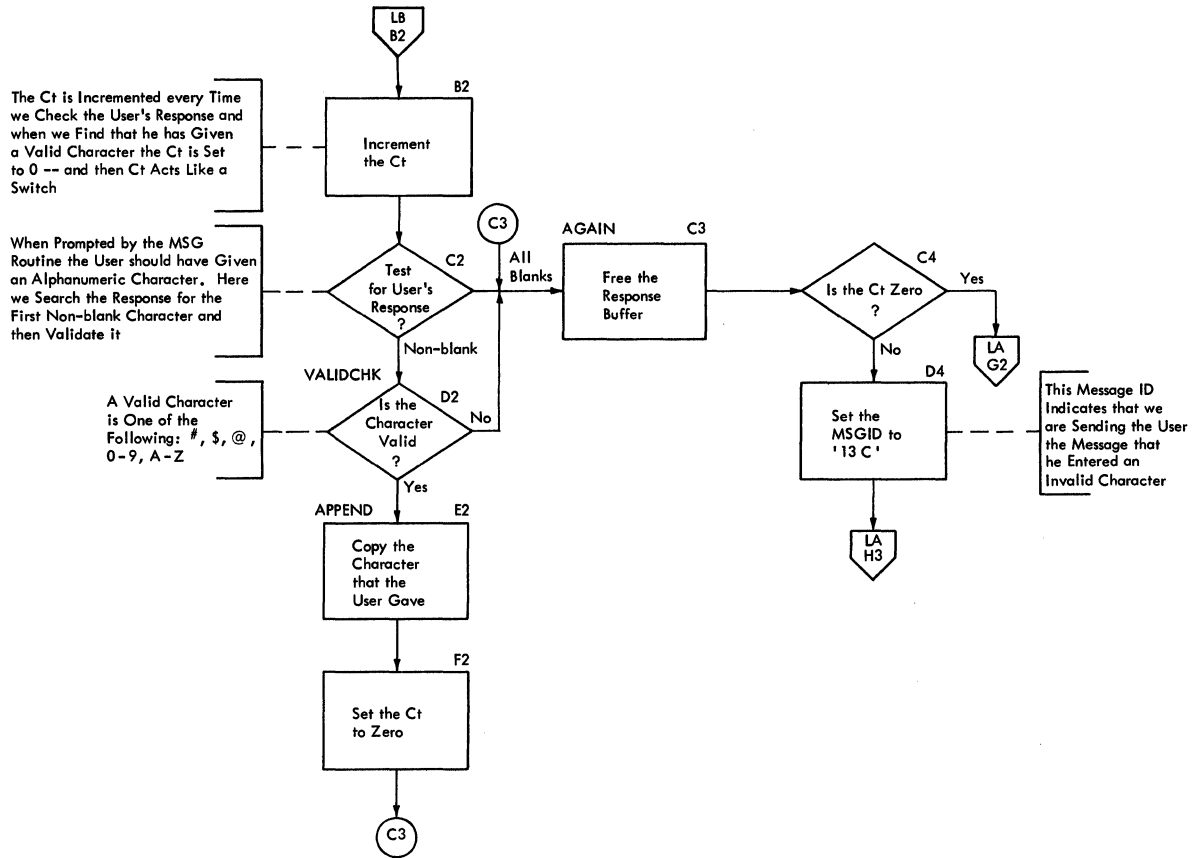 LB
B2
B2
The Ct is Incremented every Time
we Check the User's Response and
when we Find that he has Given
a Valid Character the Ct is Set
to 0 -- and then Ct Acts Like a
Switch
Increment
the Ct
When Prompted by the MSG
Routine the User should have Given
an Alphanumeric Character. Here
we Search the Response for the
First Non-blank Character and
then Validate it
C2
Test
for User's
Response
?
C3
All
Blanks
AGAIN
C3
Free the
Response
Buffer
C4
Is the Ct Zero
?
Yes
LA
G2
No
Non-blank
VALIDCHK
D2
Is the
Character
Valid
?
No
A Valid Character
is One of the
Following: #, $, @,
0-9, A-Z
D4
Set the
MSGID to
'13 C'
This Message ID
Indicates that we
are Sending the User
the Message that
he Entered an
Invalid Character
LA
H3
Yes
APPEND
E2
Copy the
Character
that the
User Gave
F2
Set the Ct
to Zero
C3